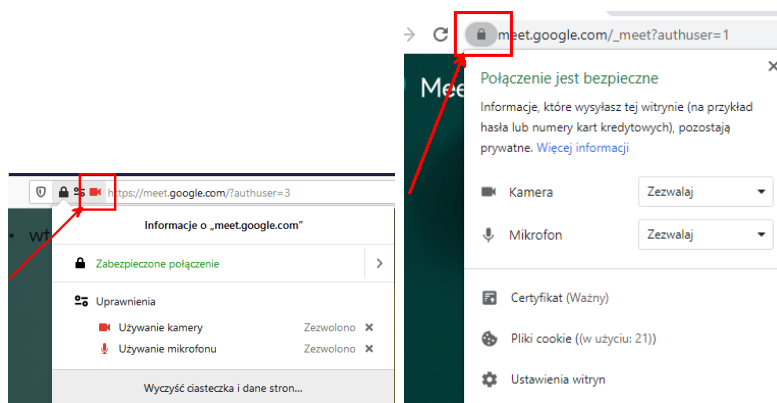 https://meet.google.com/?authuser=3
wt
Informacje o „meet.google.com”
Zabezpieczone połączenie
Uprawnienia
Używanie kamery Zezwolono
Używanie mikrofonu Zezwolono
Wyczyść ciasteczka i dane stron...
meet.google.com/_meet?authuser=1
Mee
Połączenie jest bezpieczne
Informacje, które wysyłasz tej witrynie (na przykład
hasła lub numery kart kredytowych), pozostają
prywatne. Więcej informacji
Kamera Zezwalaj
Mikrofon Zezwalaj
Certyfikat (Ważny)
Pliki cookie ((w użyciu: 21))
Ustawienia witryn